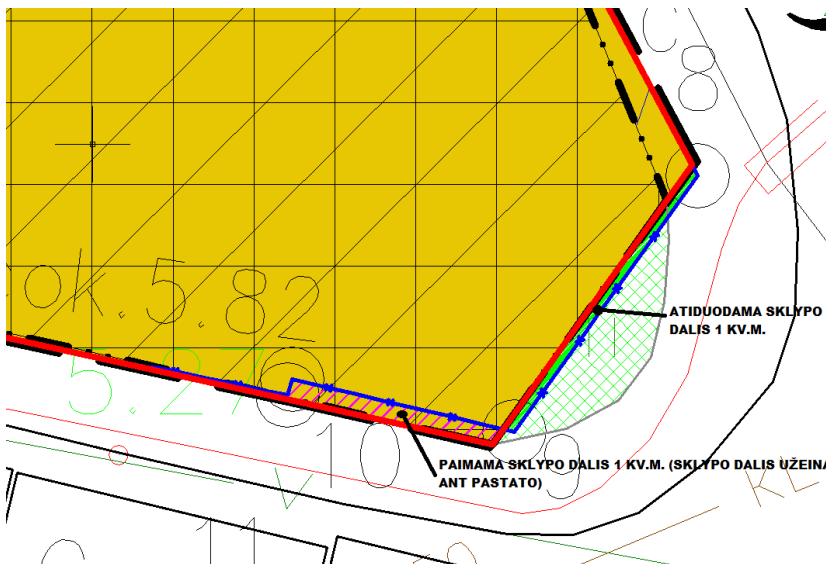 8
ok. 5. 82
5.27
ATIDUODAMA SKLYPO
DALIS 1 KV.M.
PAIMAMA SKLYPO DALIS 1 KV.M. (SKLYPO DALIS UŽEINA
ANT PASTATO)
10
9
11